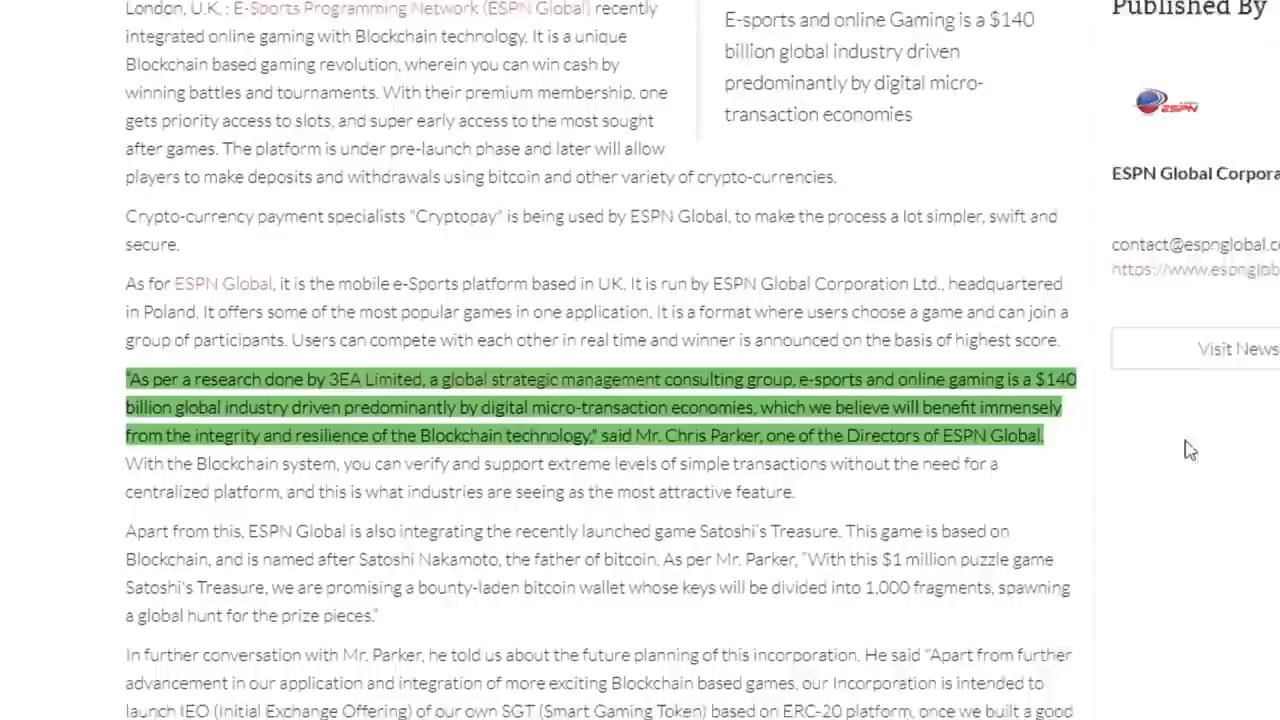 London, U.K. : E-Sports Programming Network (ESPN Global) recently
integrated online gaming with Blockchain technology. It is a unique
Blockchain based gaming revolution, wherein you can win cash by
winning battles and tournaments. With their premium membership, one
gets priority access to slots, and super early access to the most sought
after games. The platform is under pre-launch phase and later will allow
players to make deposits and withdrawals using bitcoin and other variety of crypto-currencies.
E-sports and online Gaming is a $140
billion global industry driven
predominantly by digital micro-
transaction economies
Crypto-currency payment specialists "Cryptopay" is being used by ESPN Global, to make the process a lot simpler, swift and
secure.
As for ESPN Global, it is the mobile e-Sports platform based in UK. It is run by ESPN Global Corporation Ltd., headquartered
in Poland. It offers some of the most popular games in one application. It is a format where users choose a game and can join a
group of participants. Users can compete with each other in real time and winner is announced on the basis of highest score.
"As per a research done by 3EA Limited, a global strategic management consulting group, e-sports and online gaming is a $140
billion global industry driven predominantly by digital micro-transaction economies, which we believe will benefit immensely
from the integrity and resilience of the Blockchain technology," said Mr. Chris Parker, one of the Directors of ESPN Global.
With the Blockchain system, you can verify and support extreme levels of simple transactions without the need for a
centralized platform, and this is what industries are seeing as the most attractive feature.
Apart from this, ESPN Global is also integrating the recently launched game Satoshi's Treasure. This game is based on
Blockchain, and is named after Satoshi Nakamoto, the father of bitcoin. As per Mr. Parker, "With this $1 million puzzle game
Satoshi's Treasure, we are promising a bounty-laden bitcoin wallet whose keys will be divided into 1,000 fragments, spawning
a global hunt for the prize pieces."
In further conversation with Mr. Parker, he told us about the future planning of this incorporation. He said "Apart from further
advancement in our application and integration of more exciting Blockchain based games, our Incorporation is intended to
launch IEO (Initial Exchange Offering) of our own SGT (Smart Gaming Token) based on ERC-20 platform, once we built a good
Published By
ESPN
ESPN Global Corpora
contact@espnglobal.c
https://www.espnglob
Visit News